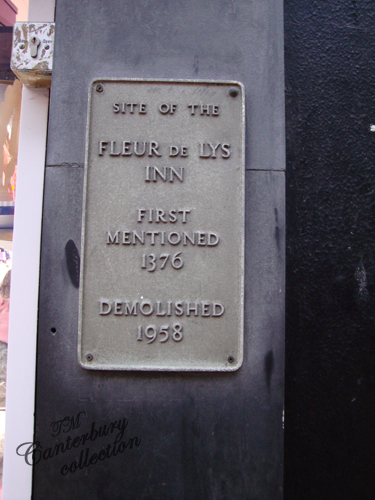 SITE OF THE
FLEUR DE LYS
INN
FIRST
MENTIONED
1376
DEMOLISHED
1958
TM
Canterbury
collection